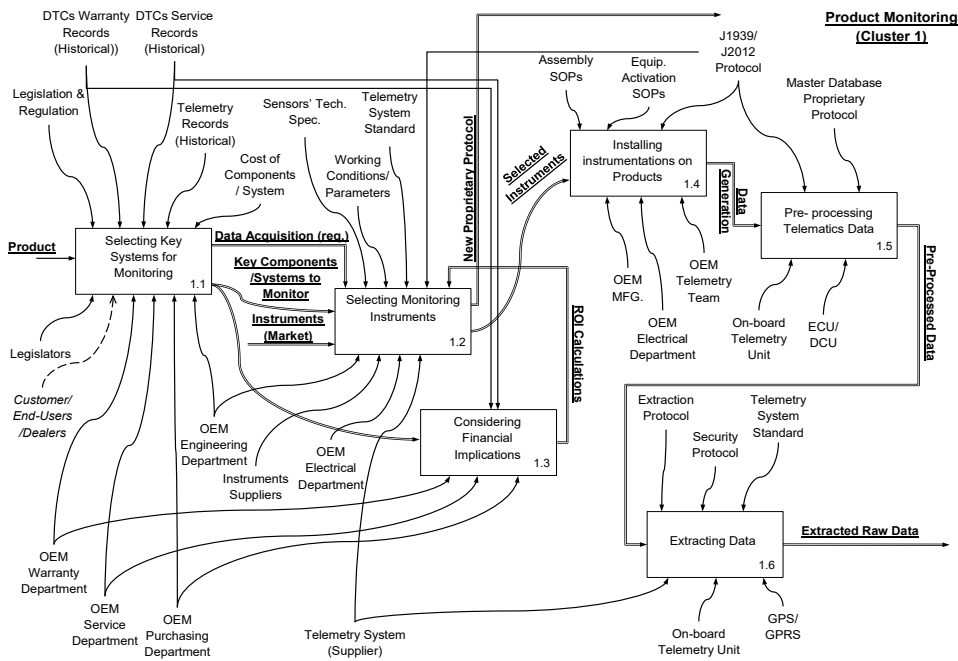 Product Monitoring
(Cluster 1)
DTCs Warranty
Records
(Historical))
DTCs Service
Records
(Historical)
Legislation &
Regulation
Telemetry
Records
(Historical)
Cost of
Components
/ System
Sensors' Tech.
Spec.
Working
Conditions/
Parameters
Telemetry
System
Standard
New Proprietary Protocol
J1939/
J2012
Protocol
Assembly
SOPs
Equip.
Activation
SOPs
Master Database
Proprietary
Protocol
Product
Selecting Key
Systems for
Monitoring
1.1
Data Acquisition (req.)
Key Components
/Systems to
Monitor
Instruments
(Market)
Selecting Monitoring
Instruments
1.2
Selected
Instruments
Installing
instrumentations on
Products
1.4
Data
Generation
Pre- processing
Telematics Data
1.5
Pre-Processed Data
ROI Calculations
Considering
Financial
Implications
1.3
Legislators
Customer/
End-Users
/Dealers
OEM
Engineering
Department
Instruments
Suppliers
OEM
Electrical
Department
OEM
MFG.
OEM
Electrical
Department
OEM
Telemetry
Team
On-board
Telemetry
Unit
ECU/
DCU
Extraction
Protocol
Security
Protocol
Telemetry
System
Standard
Extracting Data
1.6
Extracted Raw Data
OEM
Warranty
Department
OEM
Service
Department
OEM
Purchasing
Department
Telemetry System
(Supplier)
On-board
Telemetry Unit
GPS/
GPRS